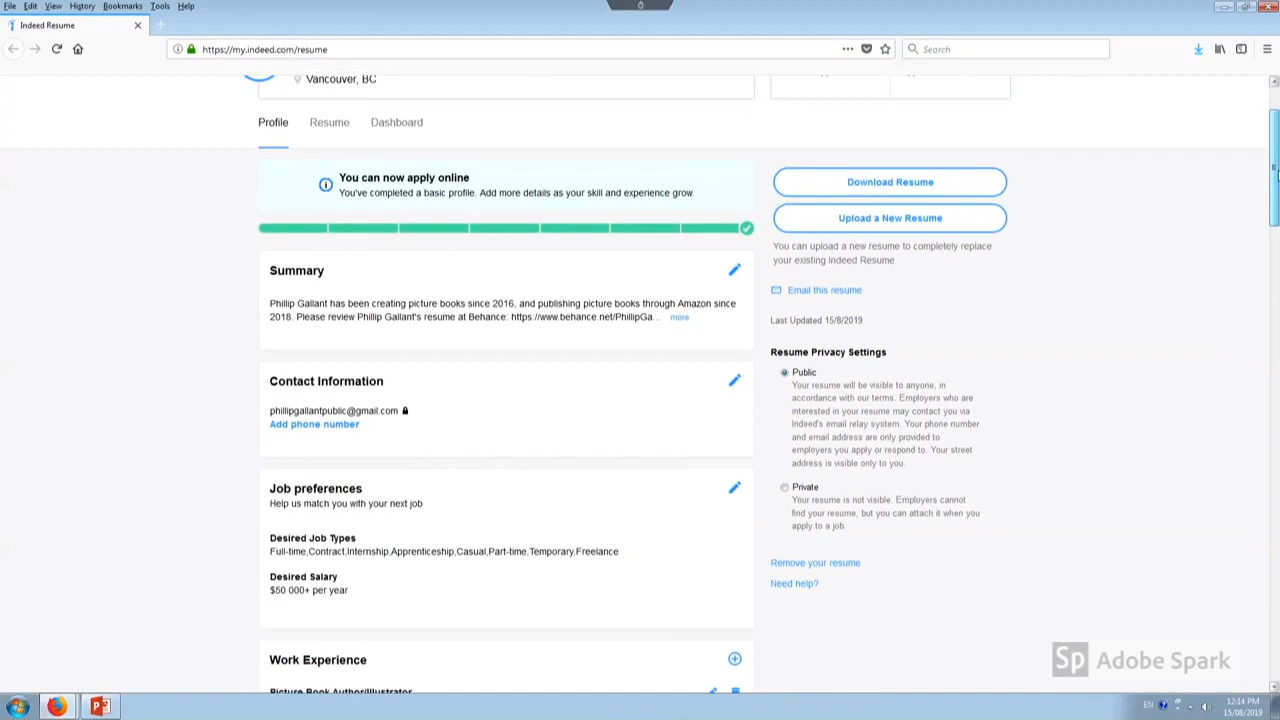 File Edit View History Bookmarks Tools Help
Indeed Resume
https://my.indeed.com/resume
Search
Vancouver, BC
Profile Resume Dashboard
You can now apply online
You've completed a basic profile. Add more details as your skill and experience grow.
Summary
Phillip Gallant has been creating picture books since 2016, and publishing picture books through Amazon since
2018. Please review Phillip Gallant's resume at Behance: https://www.behance.net/PhillipGa... more
Contact Information
phillipgallantpublic@gmail.com
Add phone number
Job preferences
Help us match you with your next job
Desired Job Types
Full-time,Contract,Internship,Apprenticeship,Casual,Part-time,Temporary,Freelance
Desired Salary
$50 000+ per year
Work Experience
Picture Book Author/Illustrator
Download Resume
Upload a New Resume
You can upload a new resume to completely replace
your existing Indeed Resume
Email this resume
Last Updated 15/8/2019
Resume Privacy Settings
Public
Your resume will be visible to anyone, in
accordance with our terms. Employers who are
interested in your resume may contact you via
Indeed's email relay system. Your phone number
and email address are only provided to
employers you apply or respond to. Your street
address is visible only to you.
Private
Your resume is not visible. Employers cannot
find your resume, but you can attach it when you
apply to a job.
Remove your resume
Need help?
Sp Adobe Spark
EN
12:14 PM
15/08/2019